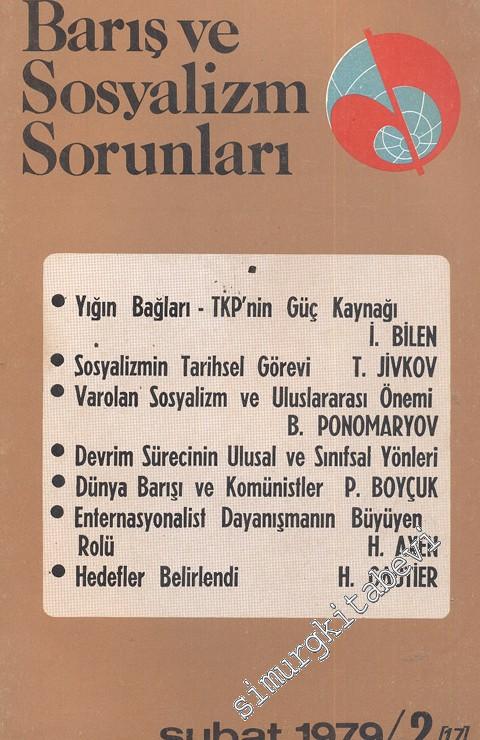 Barış ve
Sosyalizm
Sorunları
• Yığın Bağları - TKP'nin Güç Kaynağı
İ. BİLEN
• Sosyalizmin Tarihsel Görevi T. JİVKOV
• Varolan Sosyalizm ve Uluslararası Önemi
B. PONOMARYOV
• Devrim Sürecinin Ulusal ve Sınıfsal Yönleri
• Dünya Barışı ve Komünistler P. BOYÇUK
• Enternasyonalist Dayanışmanın Büyüyen
Rolü H. AXEN
• Hedefler Belirlendi H.
simurgkitabevi
şubat 1979/2 [17]